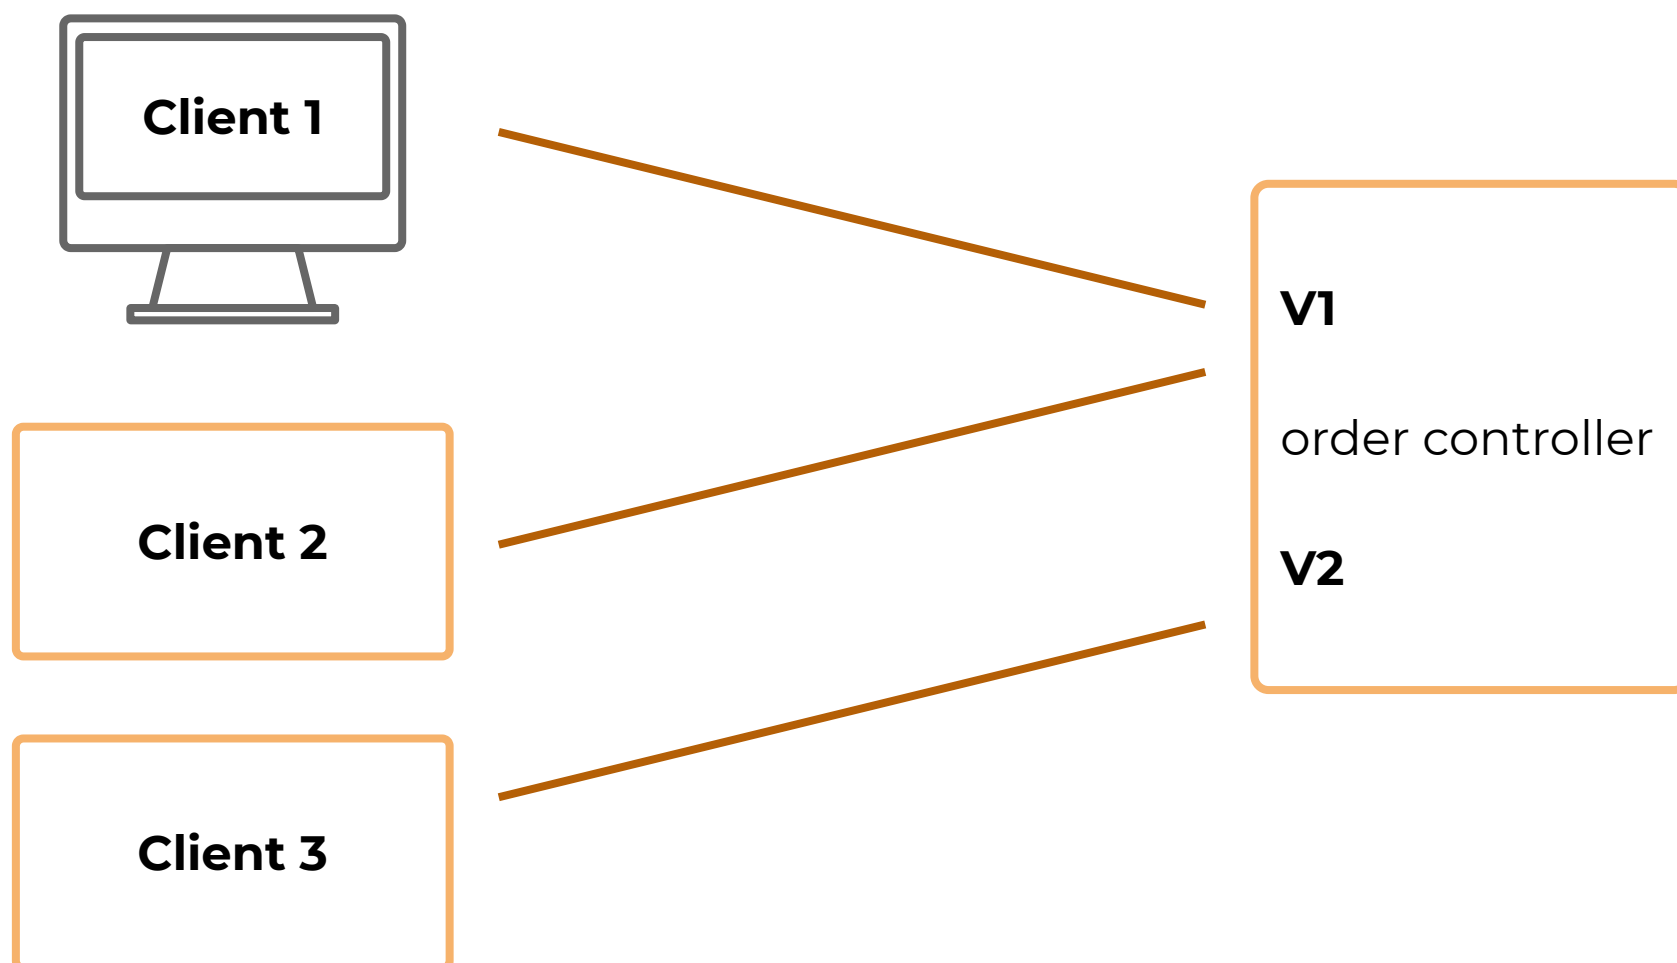 Client 1
V1
order controller
Client 2
V2
Client 3